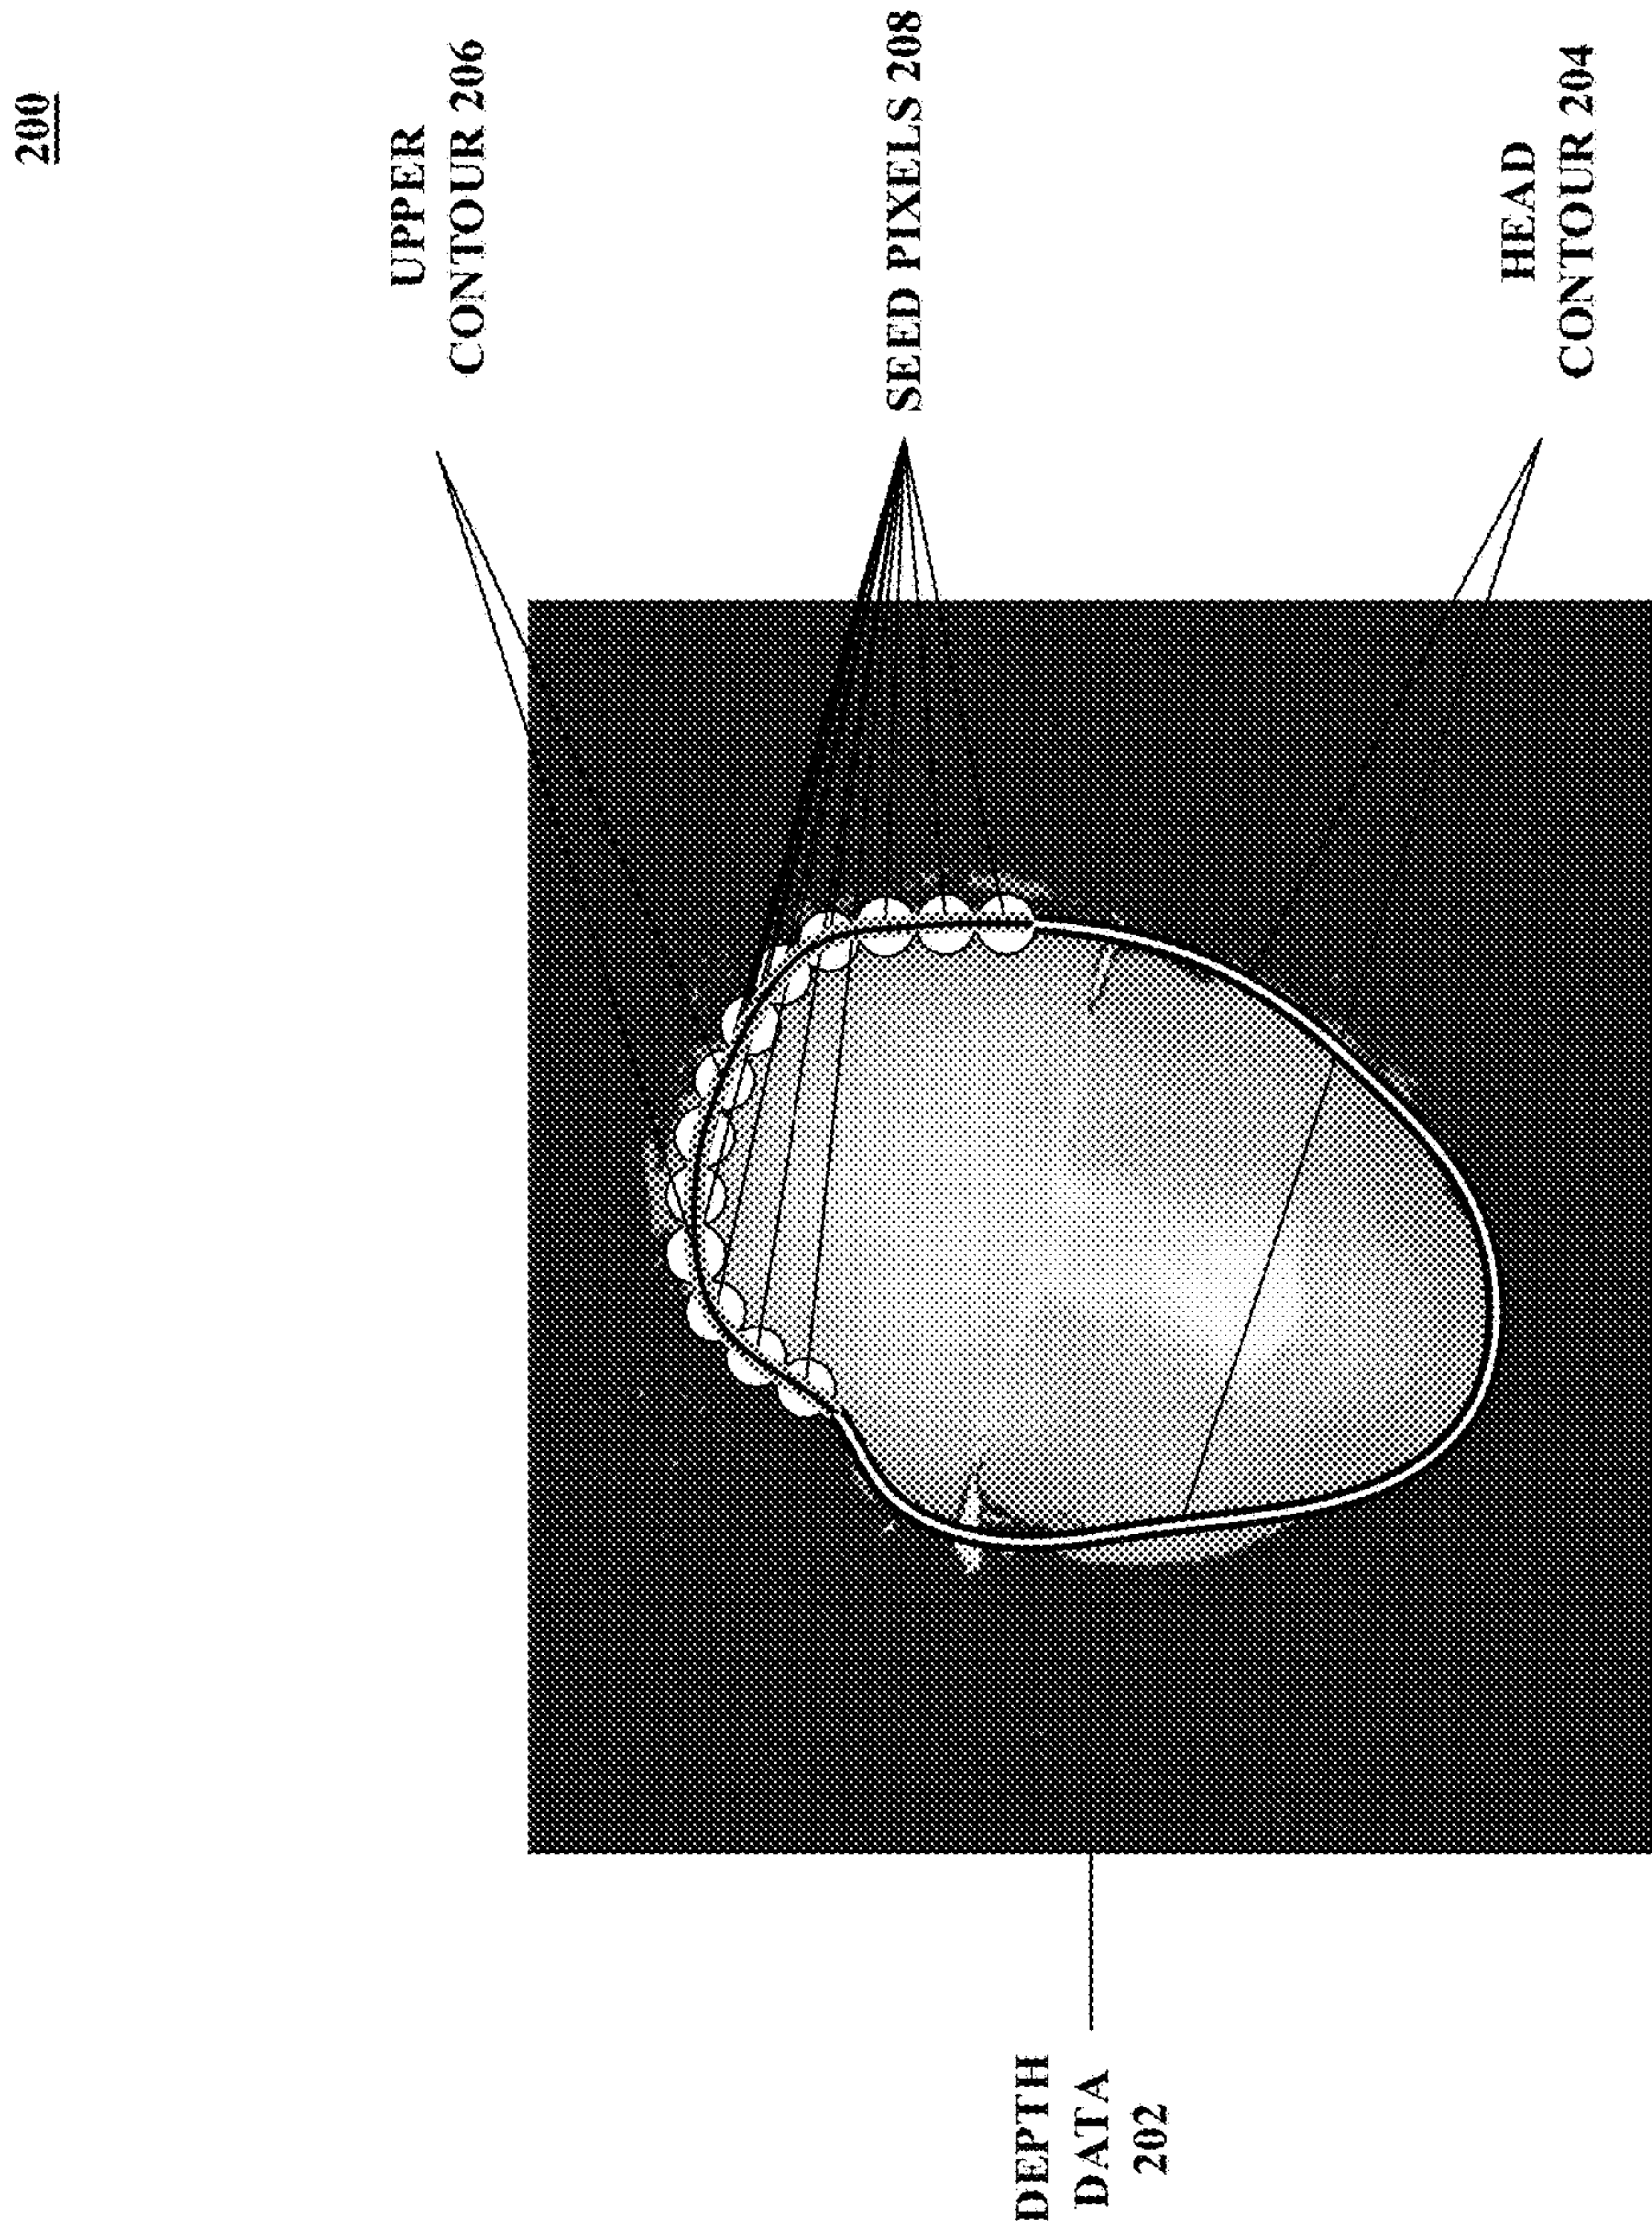 200
UPPER
CONTOUR 206
SEED PIXELS 208
HEAD
CONTOUR 204
DEPTH
DATA
202